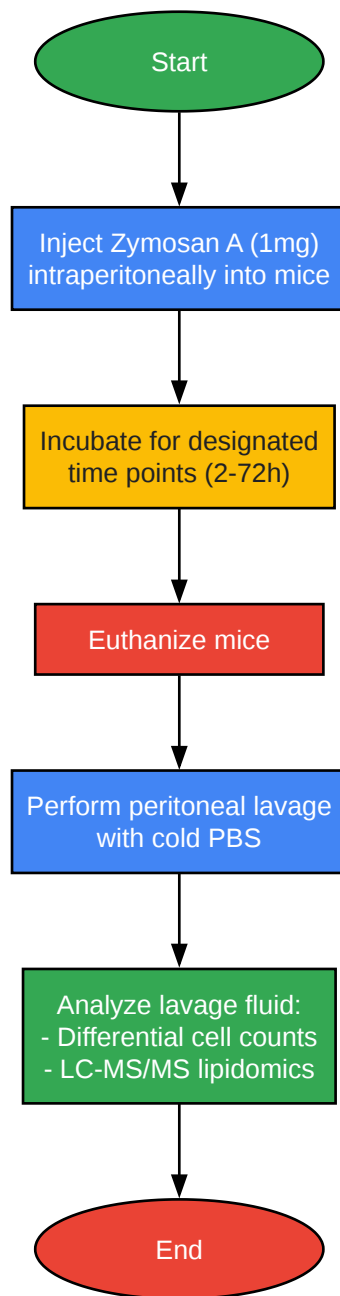 Start
Inject Zymosan A (1mg)
intraperitoneally into mice
Incubate for designated
time points (2-72h)
Euthanize mice
Perform peritoneal lavage
with cold PBS
Analyze lavage fluid:
- Differential cell counts
- LC-MS/MS lipidomics
End